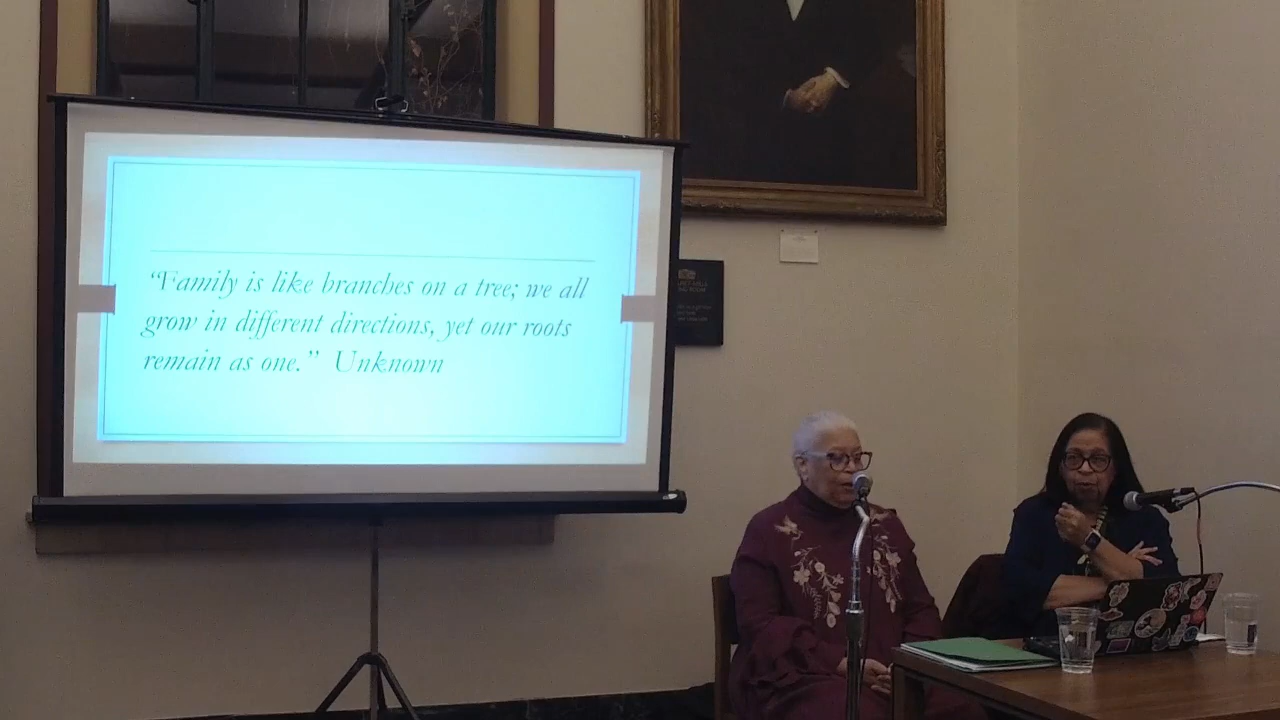 “Family is like branches on a tree; we all
grow in different directions, yet our roots
remain as one.” Unknown